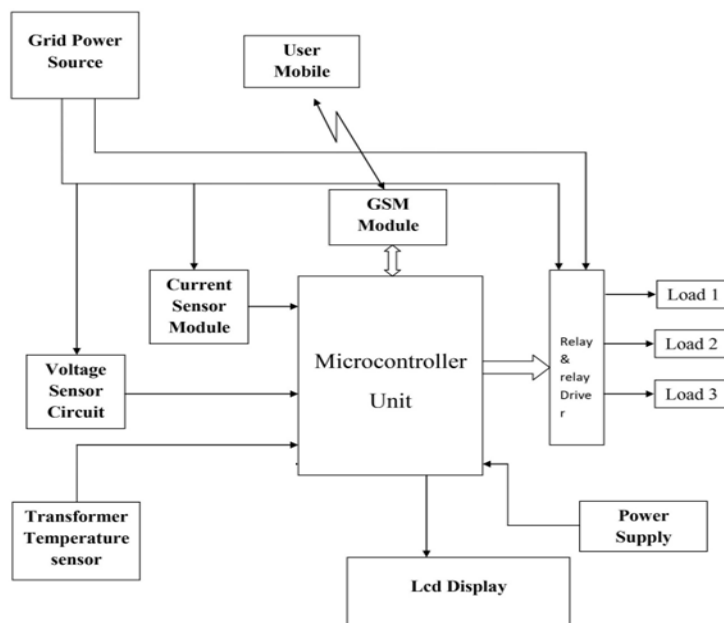 Grid Power
Source
User
Mobile
GSM
Module
Current
Sensor
Module
Voltage
Sensor
Circuit
Transformer
Temperature
sensor
Microcontroller
Unit
Relay
&
relay
Drive
r
Load 1
Load 2
Load 3
Power
Supply
Lcd Display